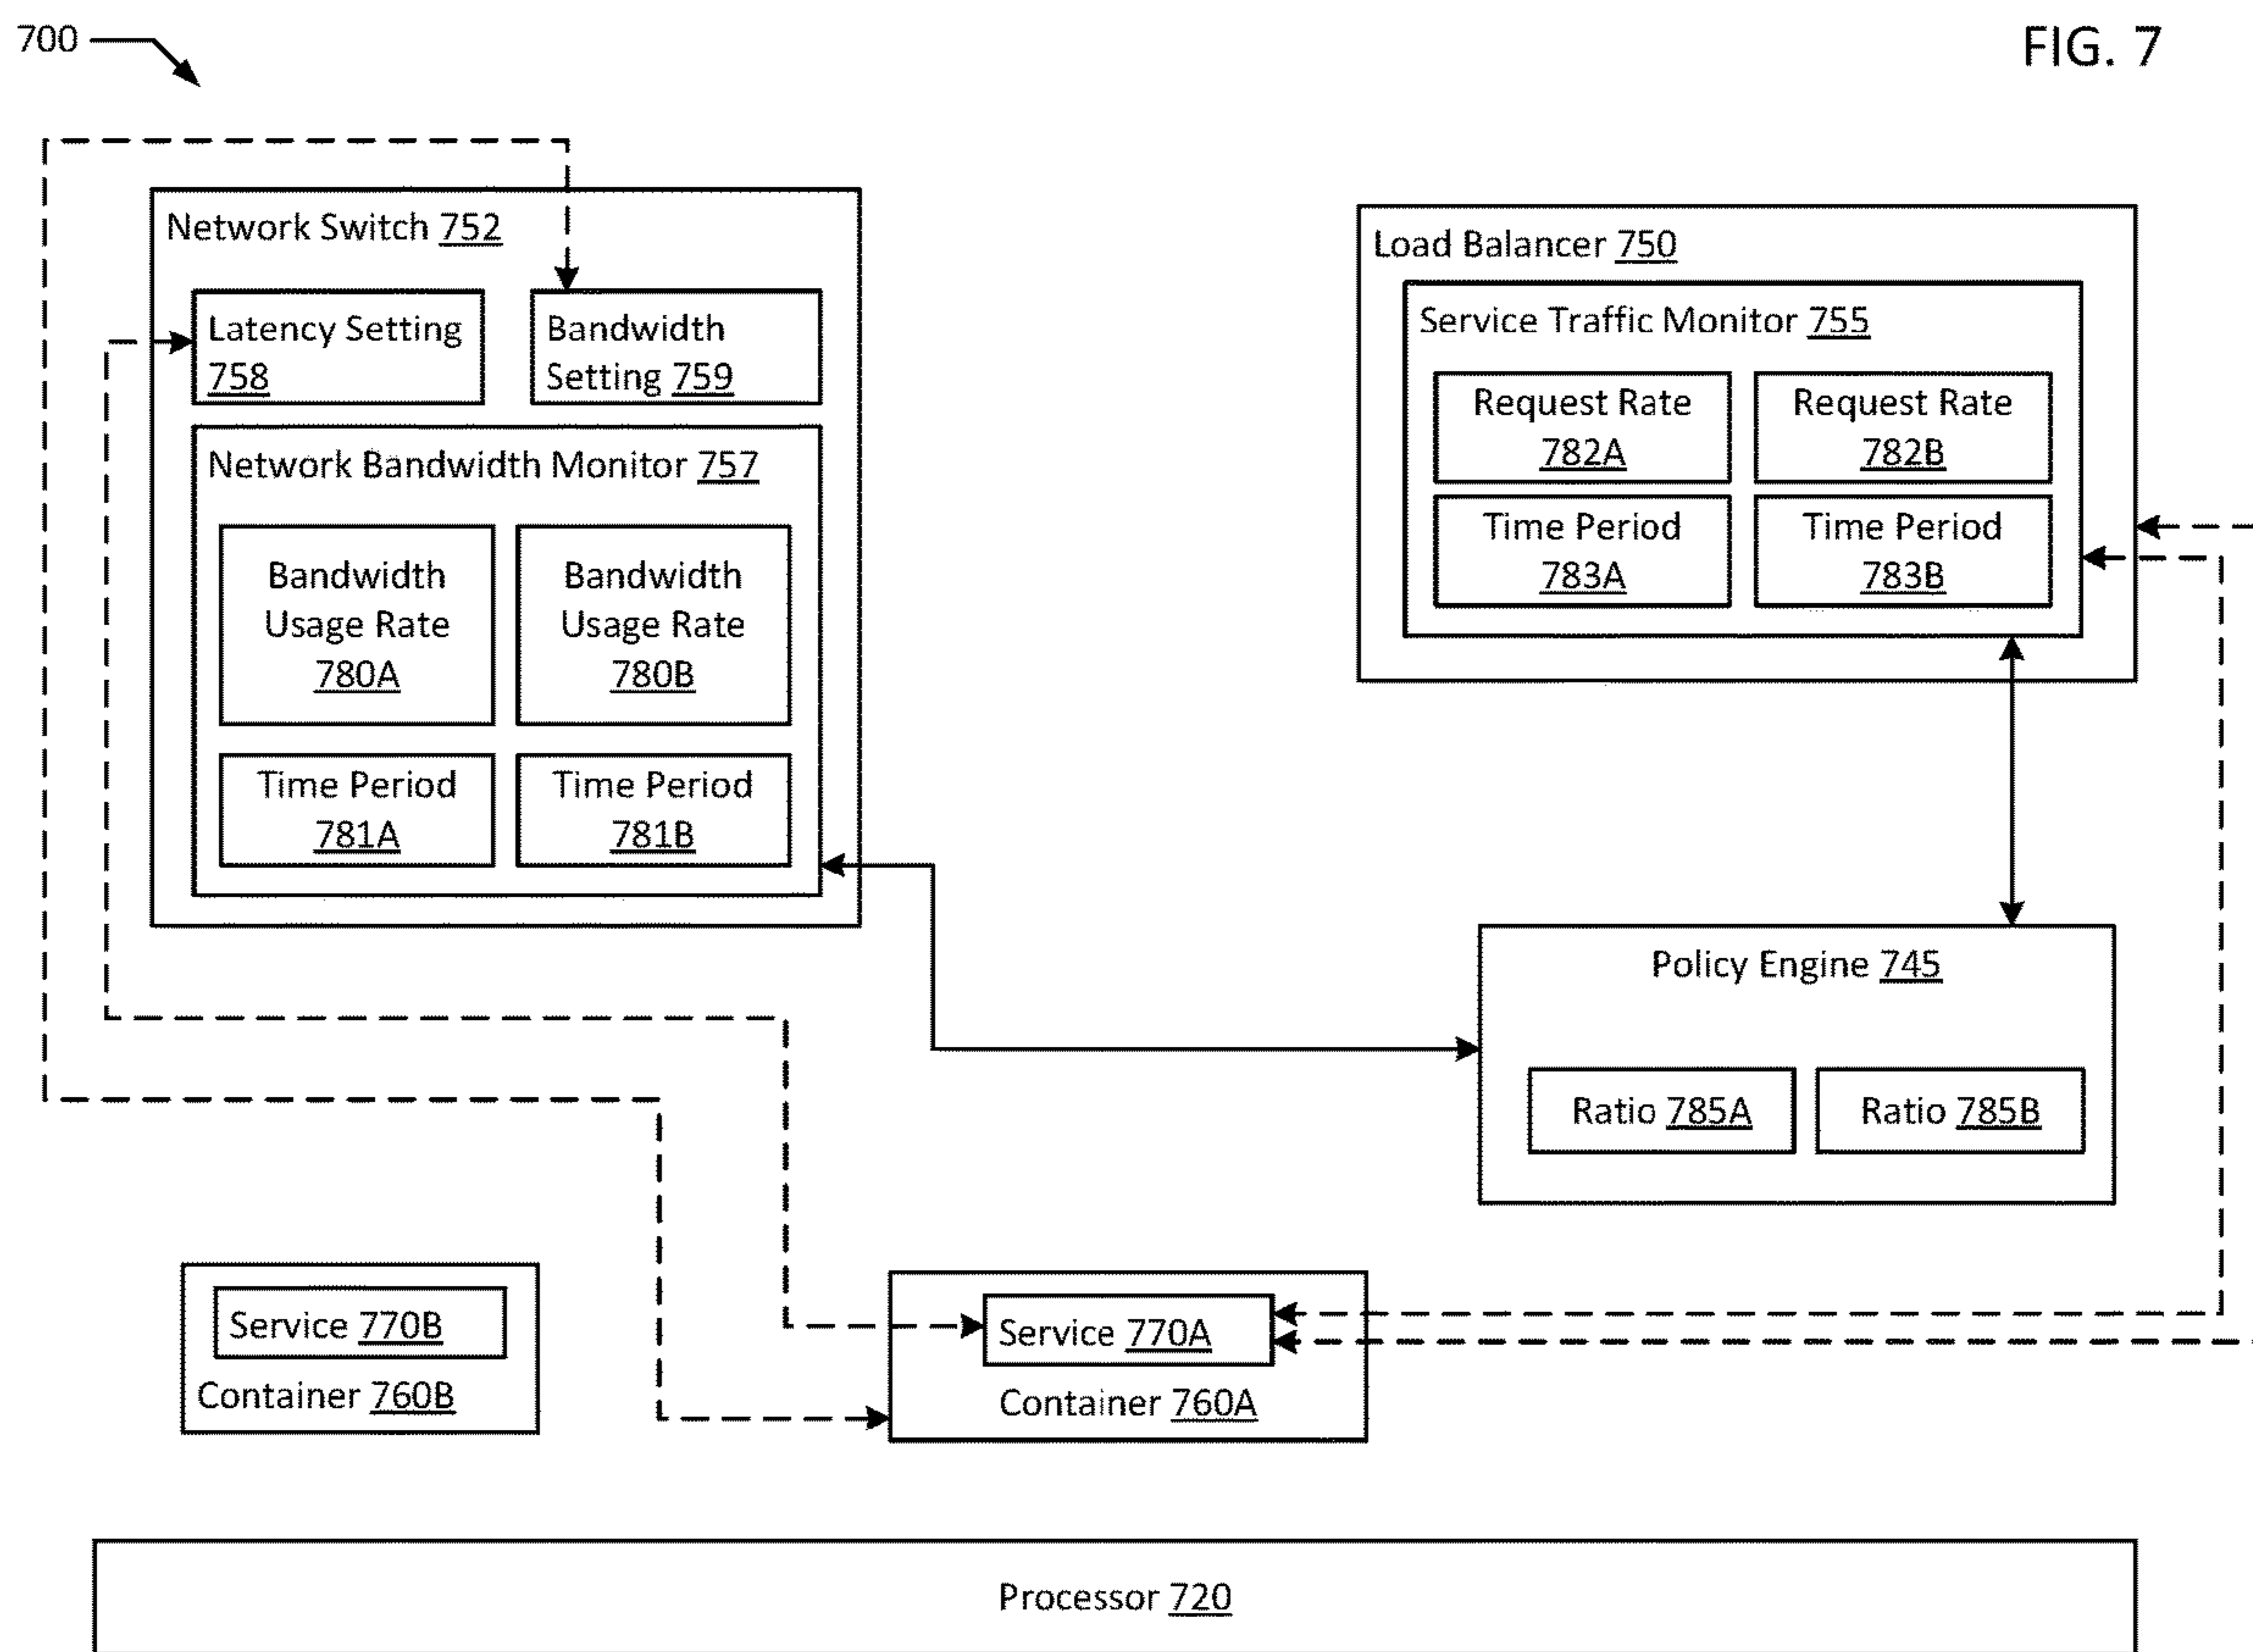 700
FIG. 7
Network Switch 752
Latency Setting
758
Bandwidth
Setting 759
Network Bandwidth Monitor 757
Bandwidth
Usage Rate
780A
Bandwidth
Usage Rate
780B
Time Period
781A
Time Period
781B
Load Balancer 750
Service Traffic Monitor 755
Request Rate
782A
Request Rate
782B
Time Period
783A
Time Period
783B
Policy Engine 745
Ratio 785A
Ratio 785B
Service 770B
Container 760B
Service 770A
Container 760A
Processor 720